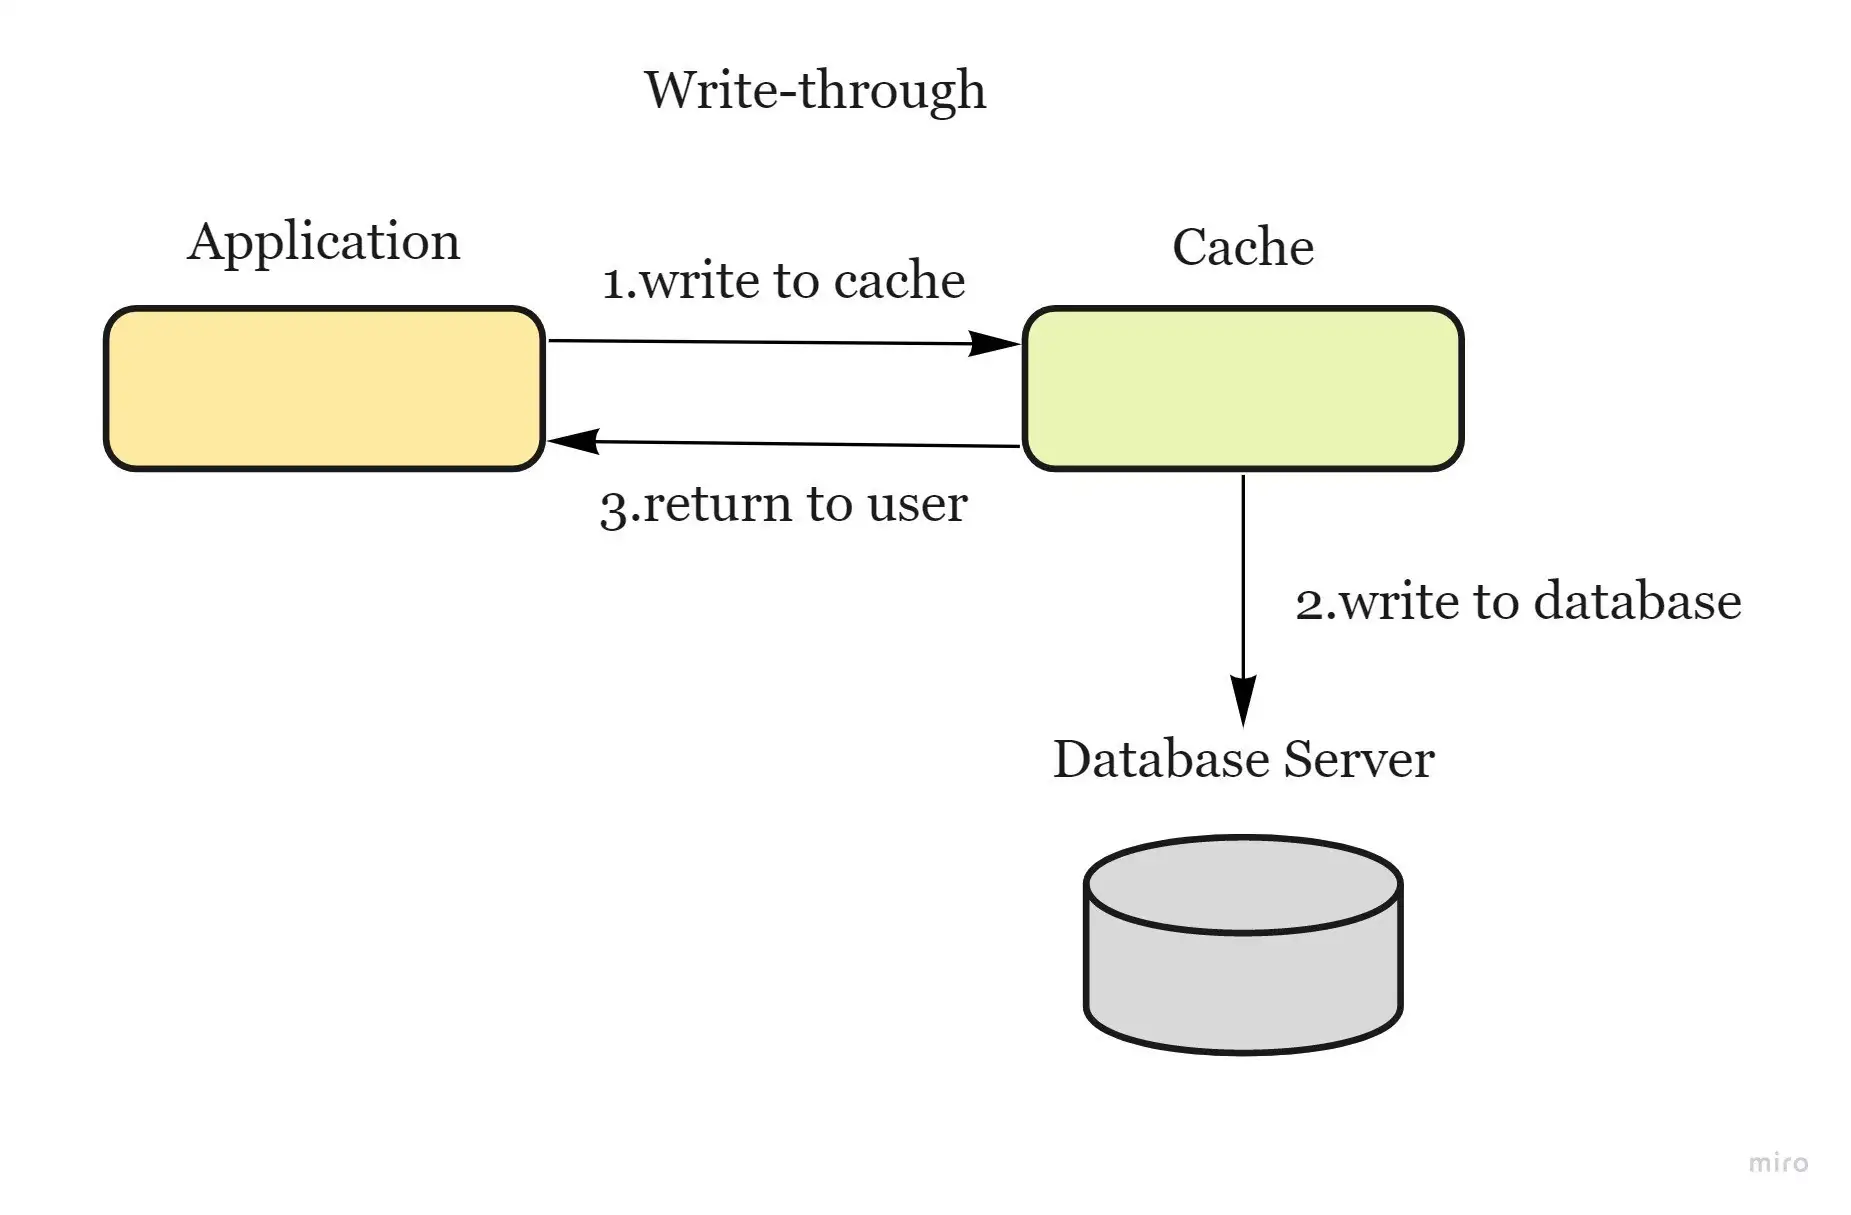 Write-through
Application
Cache
1.write to cache
3.return to user
2.write to database
Database Server
miro